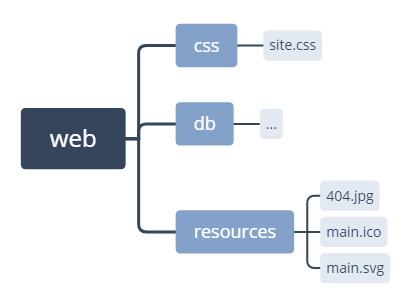 web
css
site.css
db
...
resources
404.jpg
main.ico
main.svg